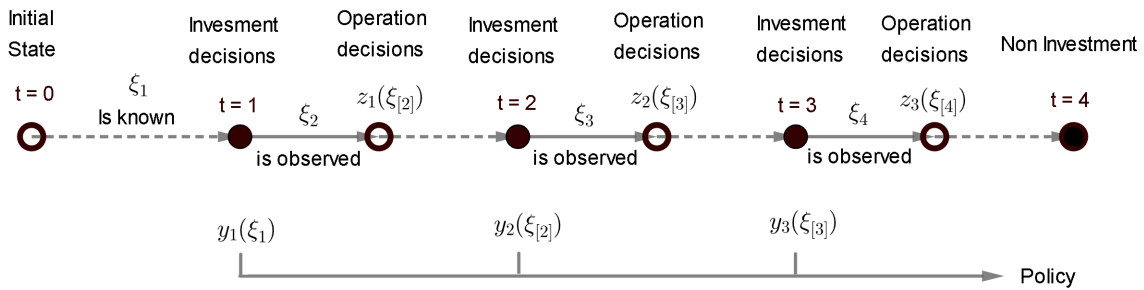 Initial
State
Invesment
decisions
Operation
decisions
Invesment
decisions
Operation
decisions
Invesment
decisions
Operation
decisions
Non Investment
t = 0
ξ₁
Is known
t = 1
ξ₂
is observed
z₁(ξ[2])
t = 2
ξ₃
is observed
z₂(ξ[3])
t = 3
ξ₄
is observed
z₃(ξ[4])
t = 4
y₁(ξ₁)
y₂(ξ[2])
y₃(ξ[3])
Policy